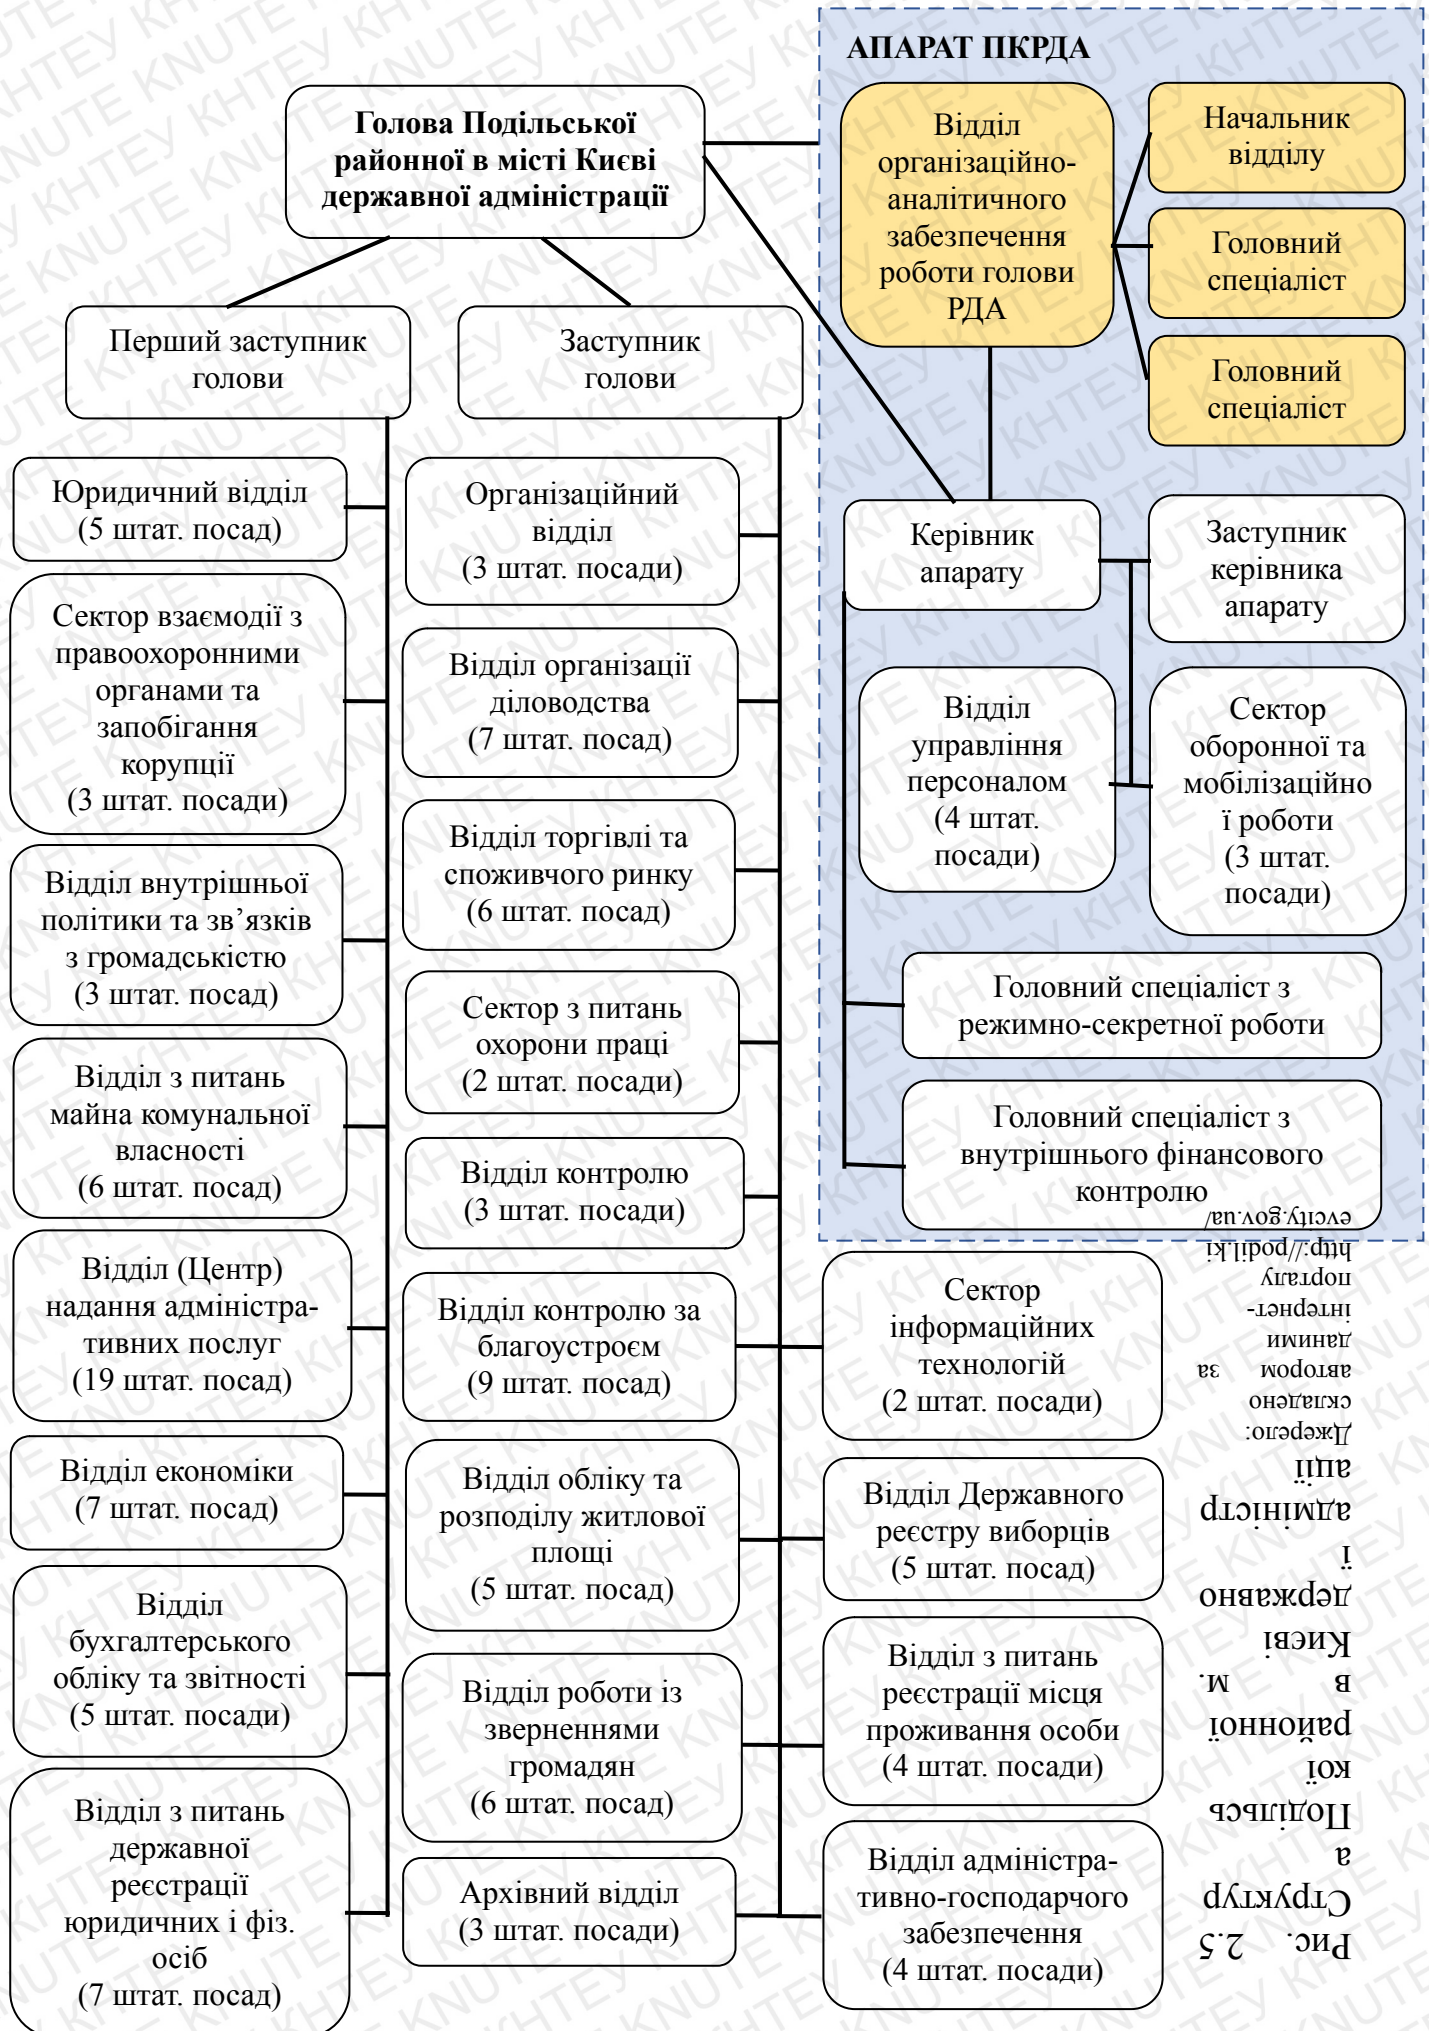 АПАРАТ ПКРДА
Голова Подільської
районної в місті Києві
державної адміністрації
Відділ
організаційно-
аналітичного
забезпечення
роботи голови
РДА
Начальник
відділу
Головний
спеціаліст
Головний
спеціаліст
Перший заступник
голови
Заступник
голови
Керівник
апарату
Заступник
керівника
апарату
Відділ
управління
персоналом
(4 штат.
посади)
Сектор
оборонної та
мобілізаційно
ї роботи
(3 штат.
посади)
Головний спеціаліст з
режимно-секретної роботи
Головний спеціаліст з
внутрішнього фінансового
контролю
Юридичний відділ
(5 штат. посад)
Сектор взаємодії з
правоохоронними
органами та
запобігання
корупції
(3 штат. посади)
Відділ внутрішньої
політики та зв’язків
з громадськістю
(3 штат. посад)
Відділ з питань
майна комунальної
власності
(6 штат. посад)
Відділ (Центр)
надання адміністра-
тивних послуг
(19 штат. посад)
Відділ економіки
(7 штат. посад)
Відділ
бухгалтерського
обліку та звітності
(5 штат. посади)
Відділ з питань
державної
реєстрації
юридичних і фіз.
осіб
(7 штат. посад)
Організаційний
відділ
(3 штат. посади)
Відділ організації
діловодства
(7 штат. посад)
Відділ торгівлі та
споживчого ринку
(6 штат. посад)
Сектор з питань
охорони праці
(2 штат. посади)
Відділ контролю
(3 штат. посади)
Відділ контролю за
благоустроєм
(9 штат. посад)
Відділ обліку та
розподілу житлової
площі
(5 штат. посад)
Відділ роботи із
зверненнями
громадян
(6 штат. посад)
Архівний відділ
(3 штат. посади)
Сектор
інформаційних
технологій
(2 штат. посади)
Відділ Державного
реєстру виборців
(5 штат. посад)
Відділ з питань
реєстрації місця
проживання особи
(4 штат. посади)
Відділ адміністра-
тивно-господарчого
забезпечення
(4 штат. посади)
Рис. 2.5
Структур
а
Подільсь
кої
районної
в м.
Києві
державно
ї
адміністр
ації
Джерело:
складено
автором за
даними
інтернет-
порталу
http://podil.ki
evcity.gov.ua/